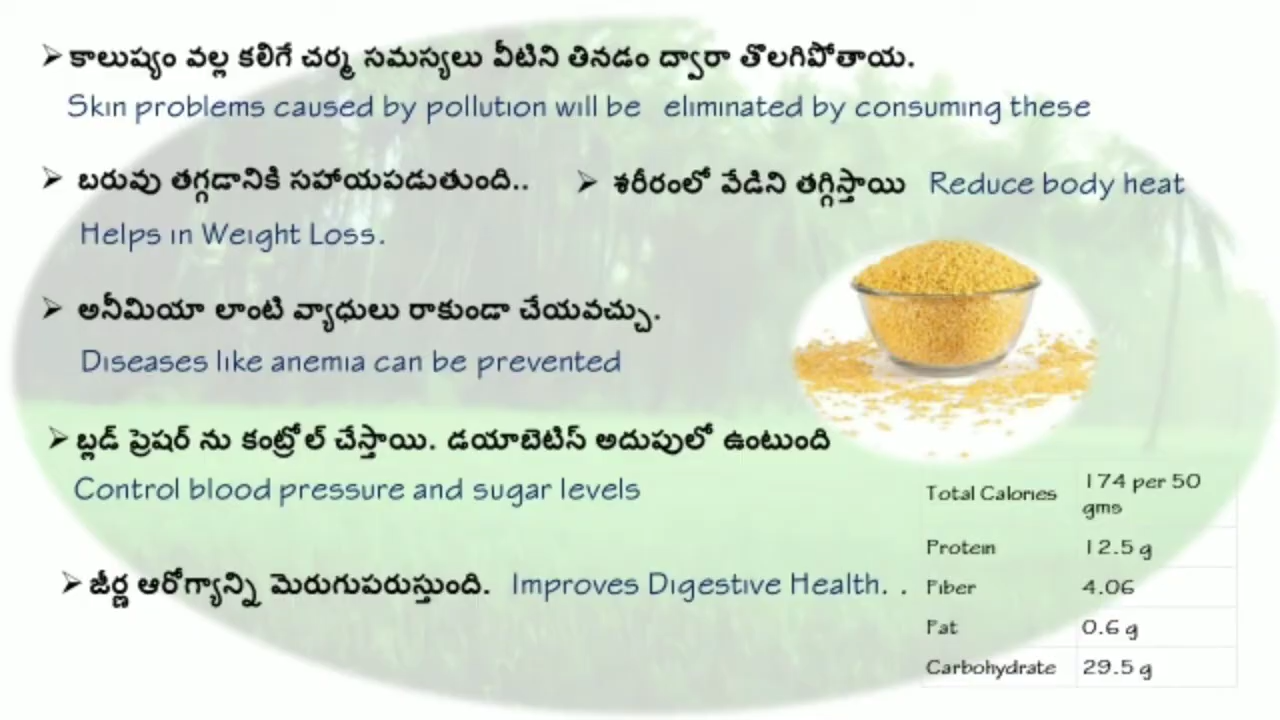 ➢ కాలుష్యం వల్ల కలిగే చర్మ సమస్యలు వీటిని తినడం ద్వారా తొలగిపోతాయ.
Skin problems caused by pollution will be eliminated by consuming these
➢ బరువు తగ్గడానికి సహాయపడుతుంది..
➢ శరీరంలో వేడిని తగ్గిస్తాయి Reduce body heat
Helps in Weight Loss.
➢ అనీమియా లాంటి వ్యాధులు రాకుండా చేయవచ్చు.
Diseases like anemia can be prevented
➢ బ్లడ్ ప్రెషర్ ను కంట్రోల్ చేస్తాయి. డయాబెటిస్ అదుపులో ఉంటుంది
Control blood pressure and sugar levels
➢ జీర్ణ ఆరోగ్యాన్ని మెరుగుపరుస్తుంది. Improves Digestive Health. .
Total Calories 174 per 50 gms
Protein 12.5 g
Fiber 4.06
Fat 0.6 g
Carbohydrate 29.5 g